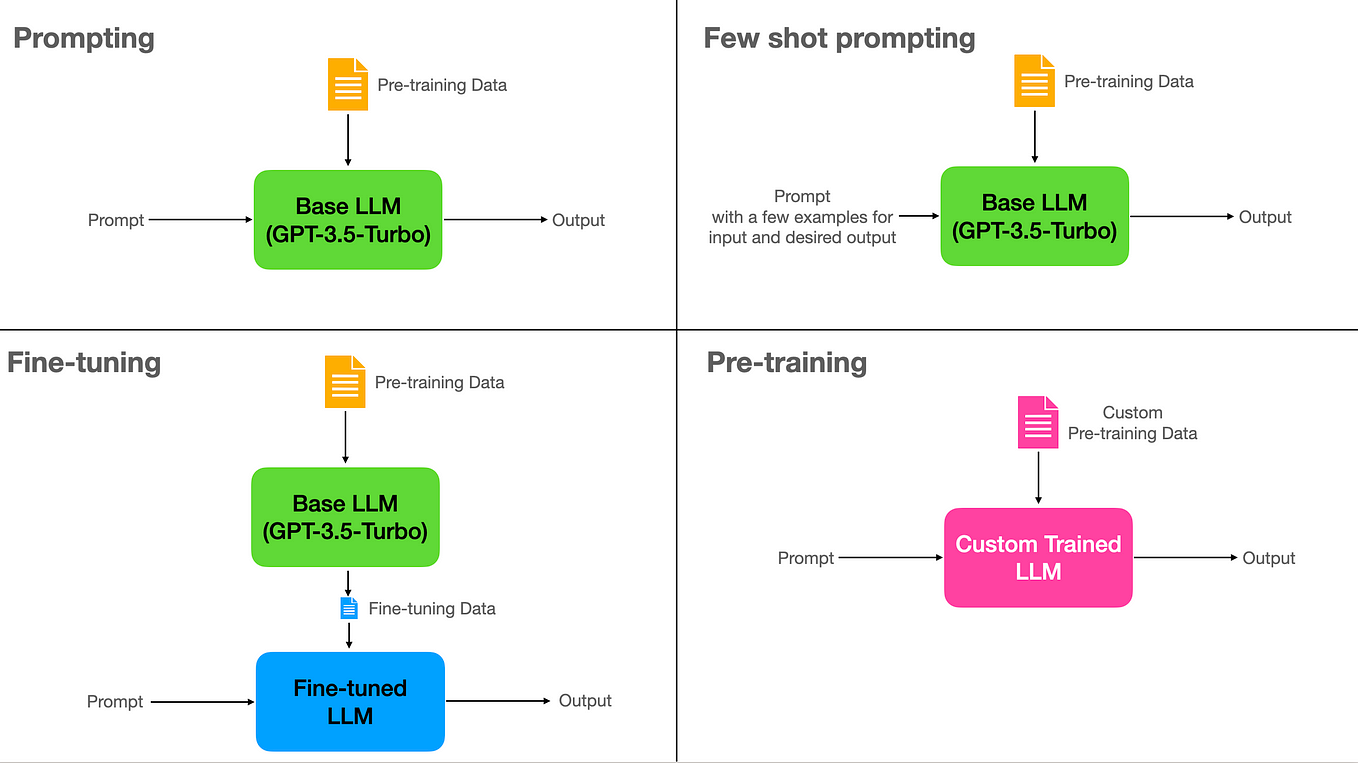 Prompting
Pre-training Data
Prompt
Base LLM
(GPT-3.5-Turbo)
Output
Few shot prompting
Pre-training Data
Prompt
with a few examples for
input and desired output
Base LLM
(GPT-3.5-Turbo)
Output
Fine-tuning
Pre-training Data
Base LLM
(GPT-3.5-Turbo)
Fine-tuning Data
Prompt
Fine-tuned
LLM
Output
Pre-training
Custom
Pre-training Data
Prompt
Custom Trained
LLM
Output